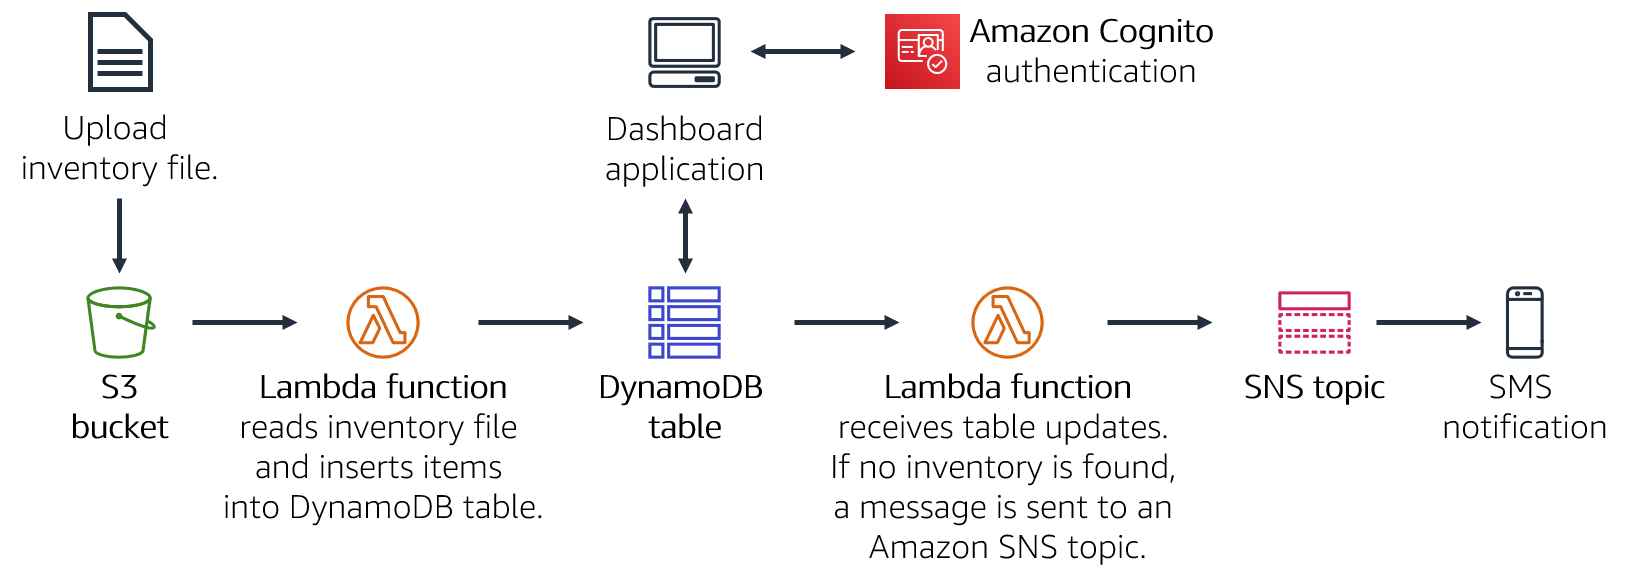 Upload
inventory file.
Dashboard
application
Amazon Cognito
authentication
S3
bucket
Lambda function
reads inventory file
and inserts items
into DynamoDB table.
DynamoDB
table
Lambda function
receives table updates.
If no inventory is found,
a message is sent to an
Amazon SNS topic.
SNS topic
SMS
notification